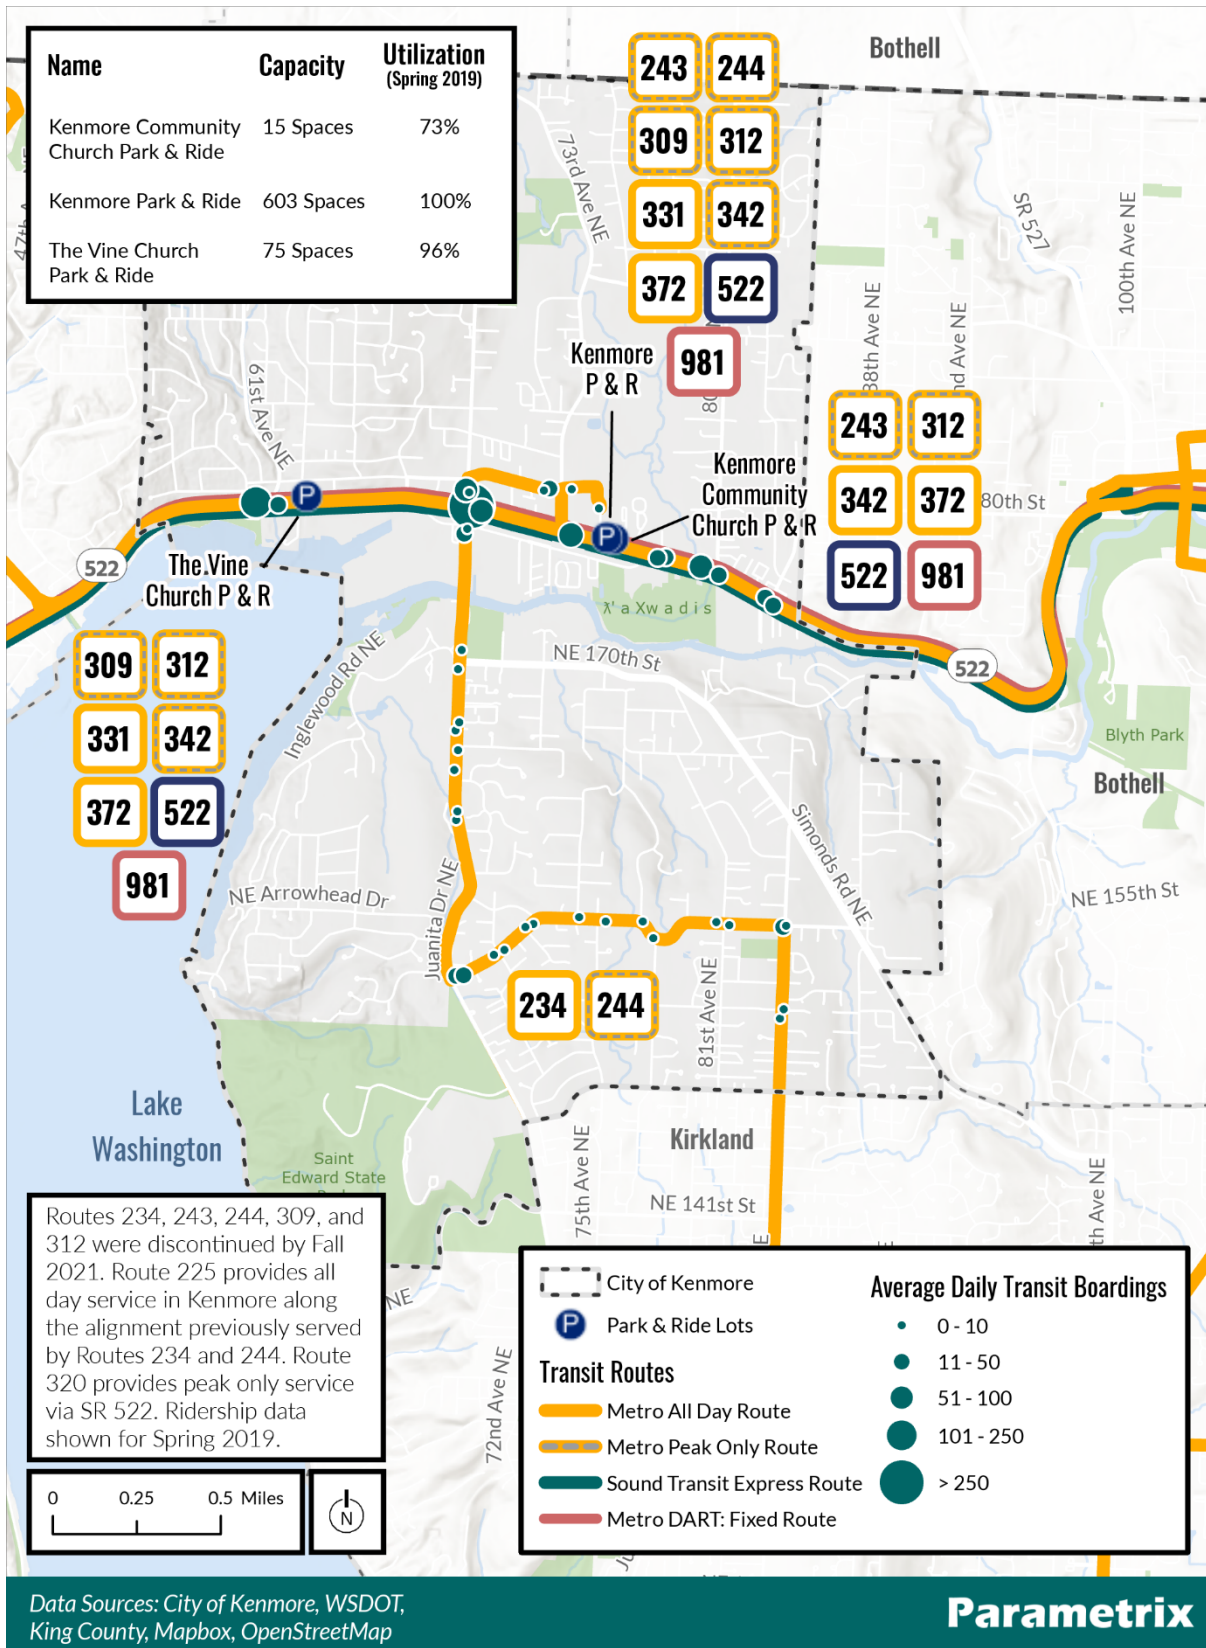 Name Capacity Utilization
(Spring 2019)
Kenmore Community
Church Park & Ride
15 Spaces 73%
Kenmore Park & Ride 603 Spaces 100%
The Vine Church
Park & Ride
75 Spaces 96%
Bothell
243 244
309 312
331 342
372 522
981
73rd Ave NE
SR 527
100th Ave NE
88th Ave NE
nd Ave NE
61st Ave NE
Kenmore
P & R
Kenmore
Community
Church P & R
243 312
342 372
522 981
80th St
522
The Vine
Church P & R
ƛ'a Xwadis
NE 170th St
522
309 312
331 342
372 522
981
Inglewood Rd NE
Blyth Park
Bothell
Simonds Rd NE
NE Arrowhead Dr
Juanita Dr NE
NE 155th St
234 244
81st Ave NE
Lake
Washington
Saint
Edward State
Kirkland
75th Ave NE
NE 141st St
th Ave NE
NE
72nd Ave NE
Routes 234, 243, 244, 309, and
312 were discontinued by Fall
2021. Route 225 provides all
day service in Kenmore along
the alignment previously served
by Routes 234 and 244. Route
320 provides peak only service
via SR 522. Ridership data
shown for Spring 2019.
0 0.25 0.5 Miles
N
City of Kenmore
P Park & Ride Lots
Transit Routes
Metro All Day Route
Metro Peak Only Route
Sound Transit Express Route
Metro DART: Fixed Route
Average Daily Transit Boardings
0 - 10
11 - 50
51 - 100
101 - 250
> 250
Data Sources: City of Kenmore, WSDOT,
King County, Mapbox, OpenStreetMap
Parametrix